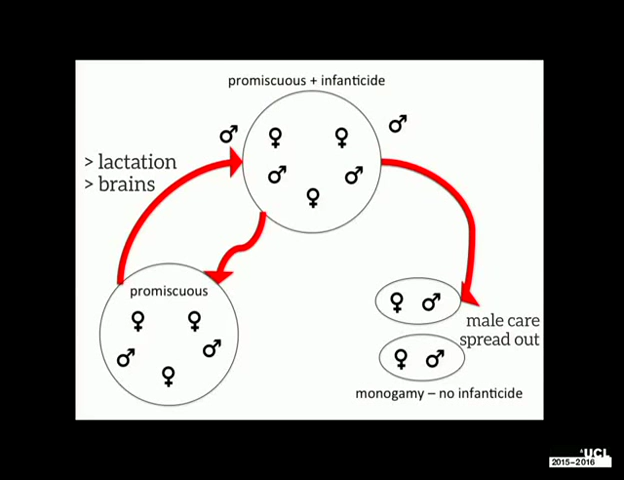 promiscuous + infanticide
> lactation
> brains
promiscuous
male care
spread out
monogamy – no infanticide
UCL
2015-2016